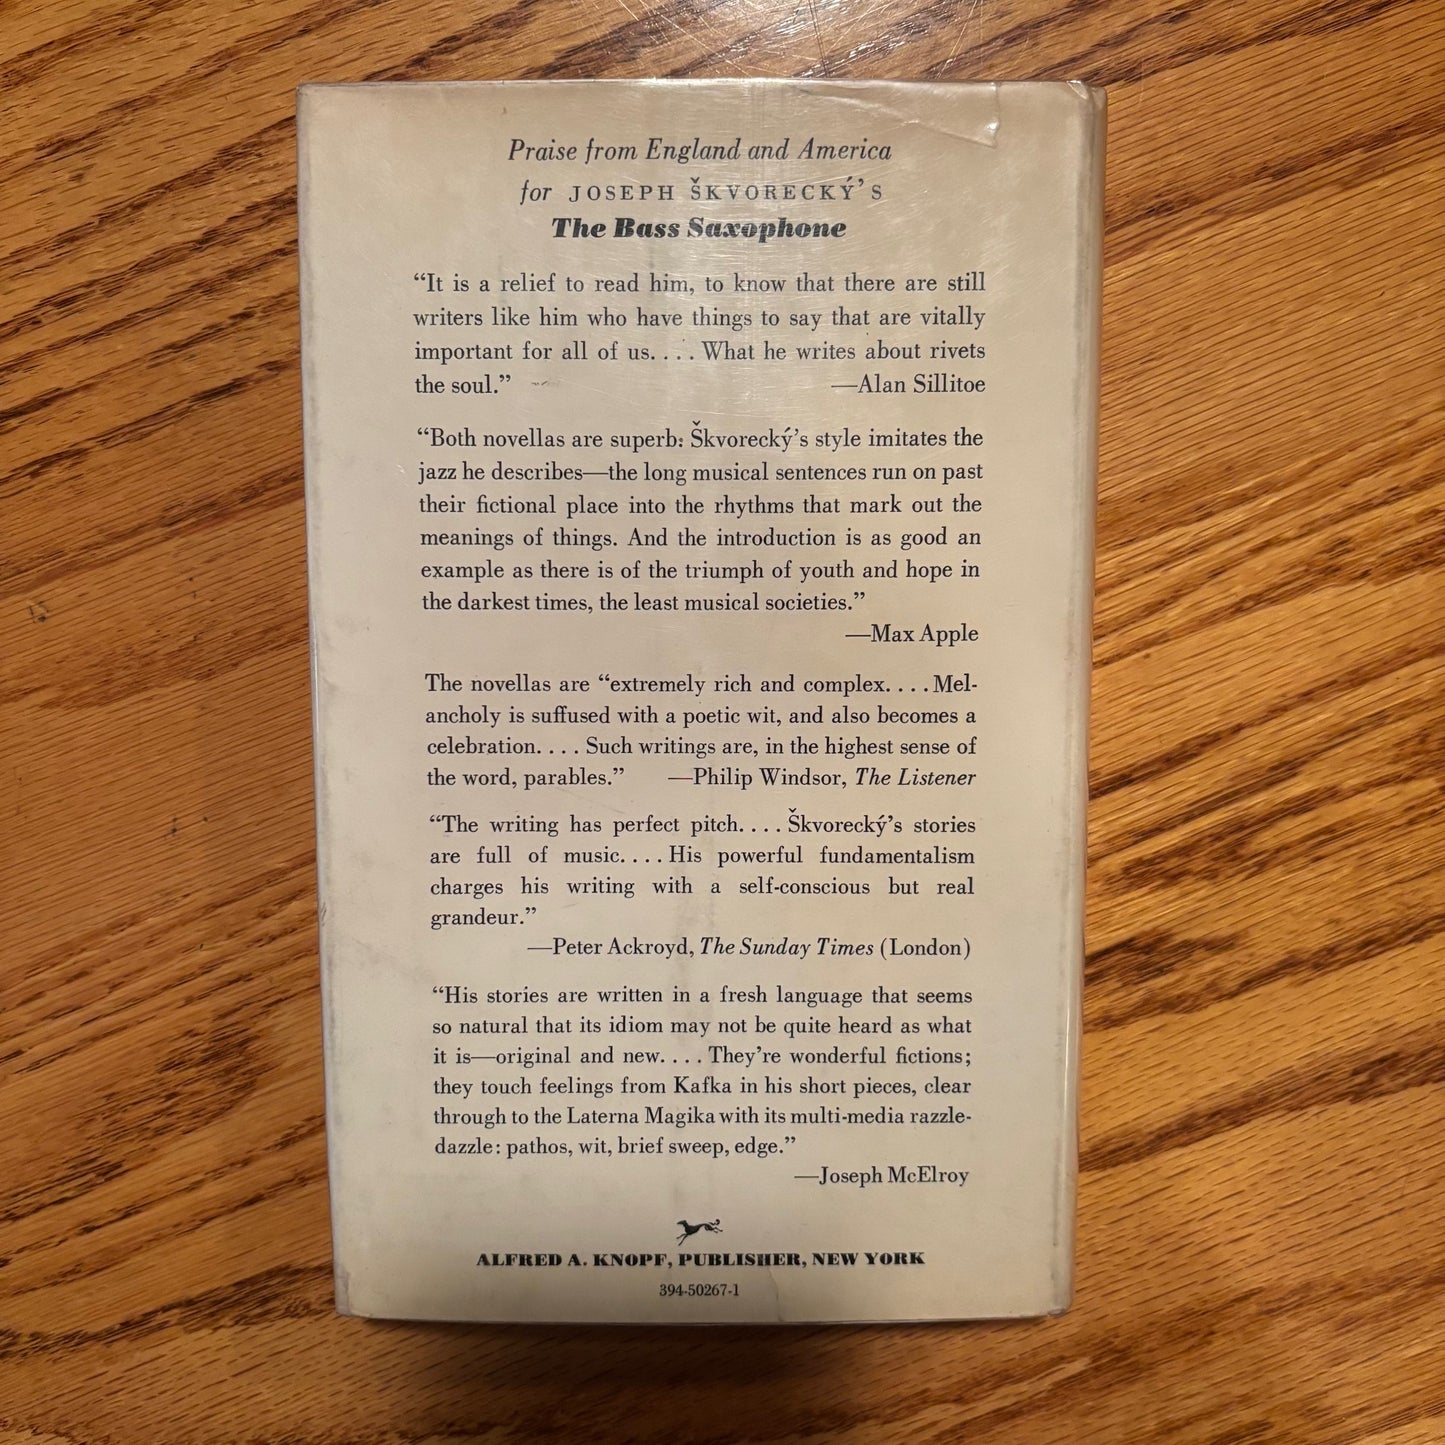 Praise from England and America
for JOSEPH ŠKVORECKÝ'S
The Bass Saxophone
“It is a relief to read him, to know that there are still
writers like him who have things to say that are vitally
important for all of us. . . . What he writes about rivets
the soul.” —Alan Sillitoe
“Both novellas are superb: Škvorecký’s style imitates the
jazz he describes—the long musical sentences run on past
their fictional place into the rhythms that mark out the
meanings of things. And the introduction is as good an
example as there is of the triumph of youth and hope in
the darkest times, the least musical societies.”
—Max Apple
The novellas are “extremely rich and complex. . . . Mel-
ancholy is suffused with a poetic wit, and also becomes a
celebration. . . . Such writings are, in the highest sense of
the word, parables.” —Philip Windsor, The Listener
“The writing has perfect pitch. . . . Škvorecký’s stories
are full of music. . . . His powerful fundamentalism
charges his writing with a self-conscious but real
grandeur.”
—Peter Ackroyd, The Sunday Times (London)
“His stories are written in a fresh language that seems
so natural that its idiom may not be quite heard as what
it is—original and new. . . . They’re wonderful fictions;
they touch feelings from Kafka in his short pieces, clear
through to the Laterna Magika with its multi-media razzle-
dazzle: pathos, wit, brief sweep, edge.”
—Joseph McElroy
ALFRED A. KNOPF, PUBLISHER, NEW YORK
394-50267-1